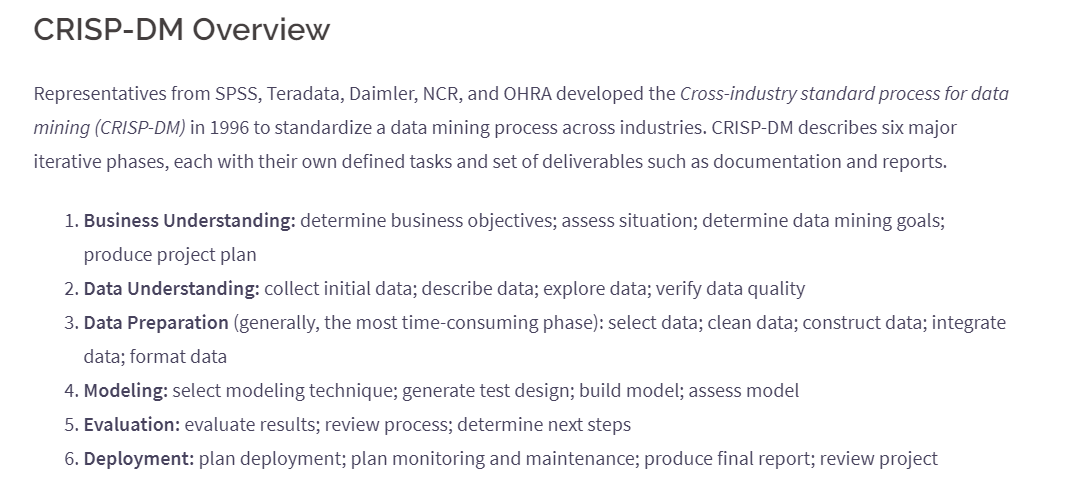 CRISP-DM Overview
Representatives from SPSS, Teradata, Daimler, NCR, and OHRA developed the Cross-industry standard process for data
mining (CRISP-DM) in 1996 to standardize a data mining process across industries. CRISP-DM describes six major
iterative phases, each with their own defined tasks and set of deliverables such as documentation and reports.
1. Business Understanding: determine business objectives; assess situation; determine data mining goals;
produce project plan
2. Data Understanding: collect initial data; describe data; explore data; verify data quality
3. Data Preparation (generally, the most time-consuming phase): select data; clean data; construct data; integrate
data; format data
4. Modeling: select modeling technique; generate test design; build model; assess model
5. Evaluation: evaluate results; review process; determine next steps
6. Deployment: plan deployment; plan monitoring and maintenance; produce final report; review project